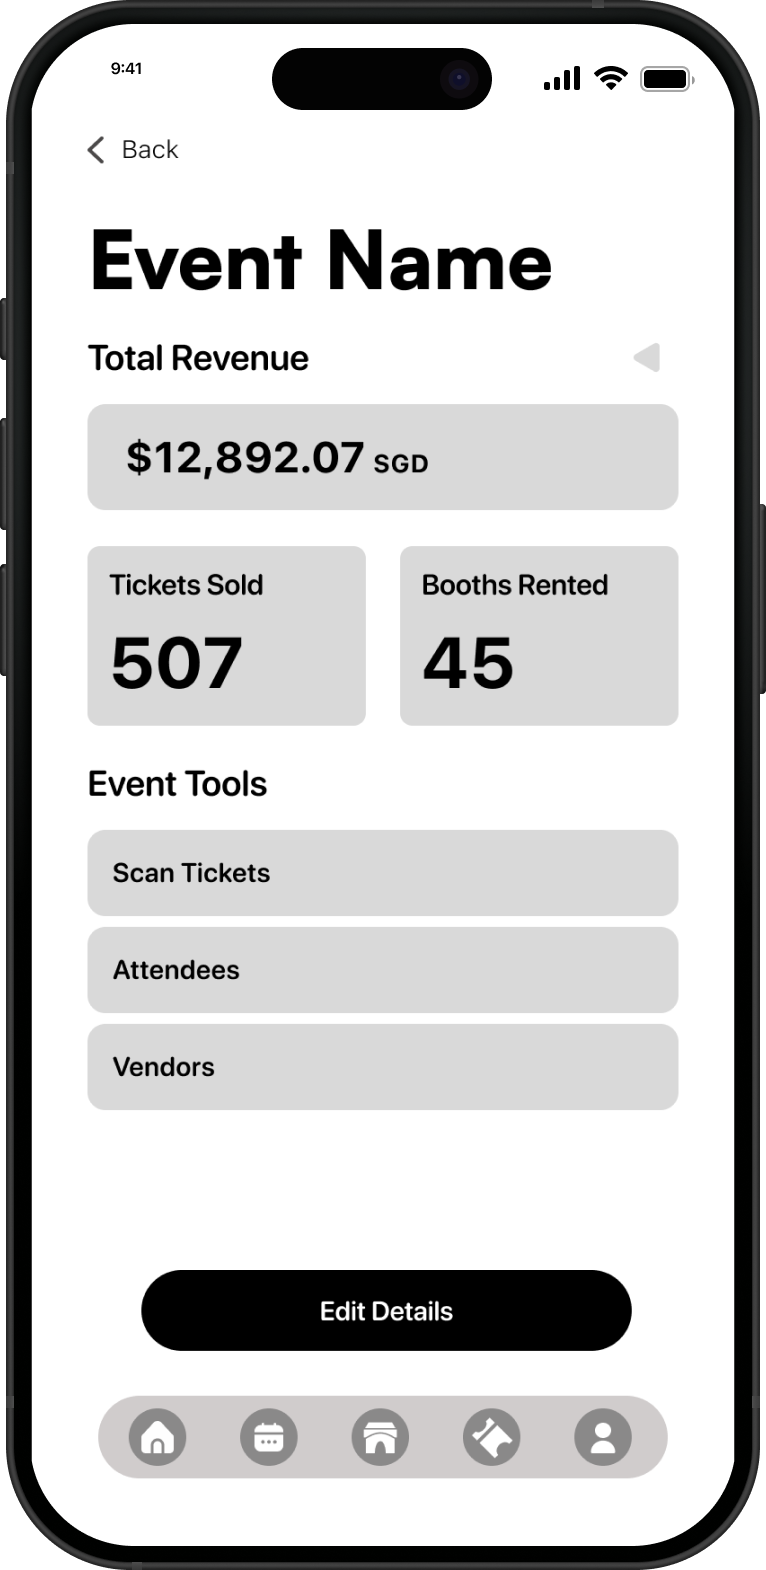 9:41
Back
Event Name
Total Revenue
$12,892.07 SGD
Tickets Sold
507
Booths Rented
45
Event Tools
Scan Tickets
Attendees
Vendors
Edit Details